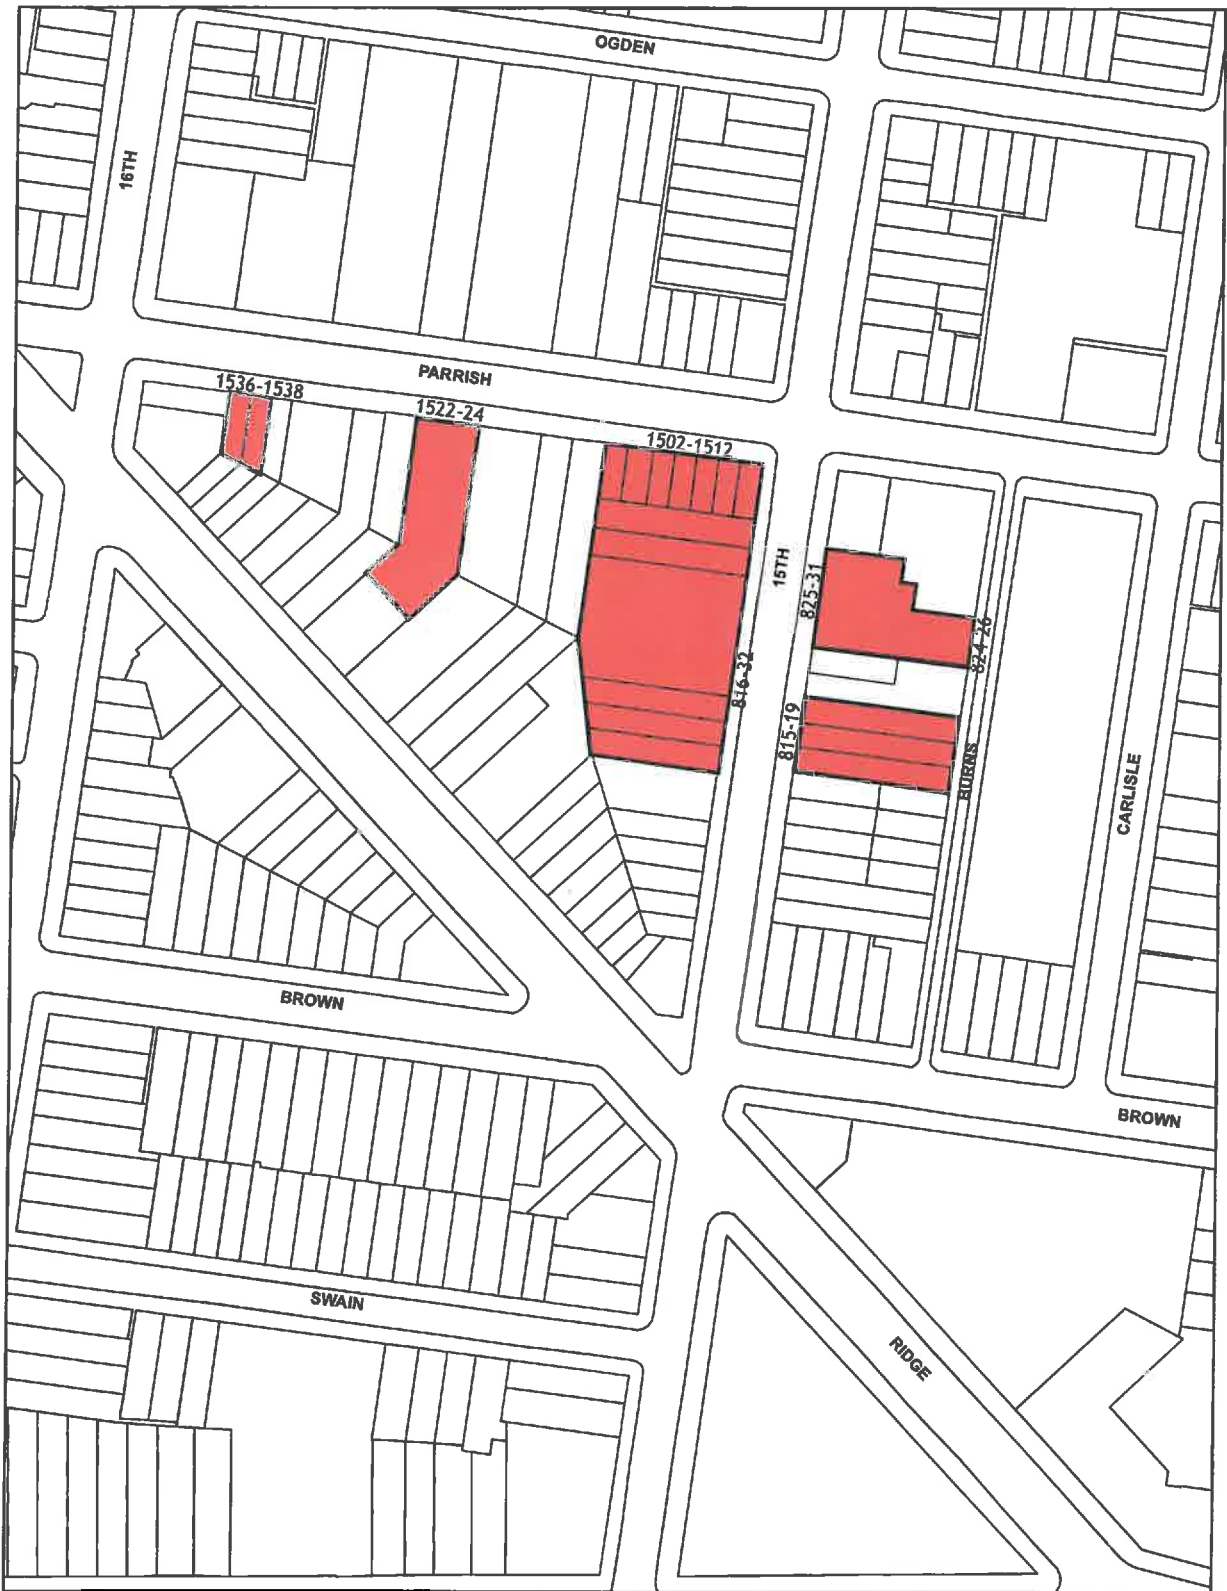 OGDEN
16TH
PARRISH
1536-1538
1522-24
1502-1512
15TH
825-31
824-26
816-32
815-19
BURNS
CARLISLE
BROWN
BROWN
SWAIN
RIDGE